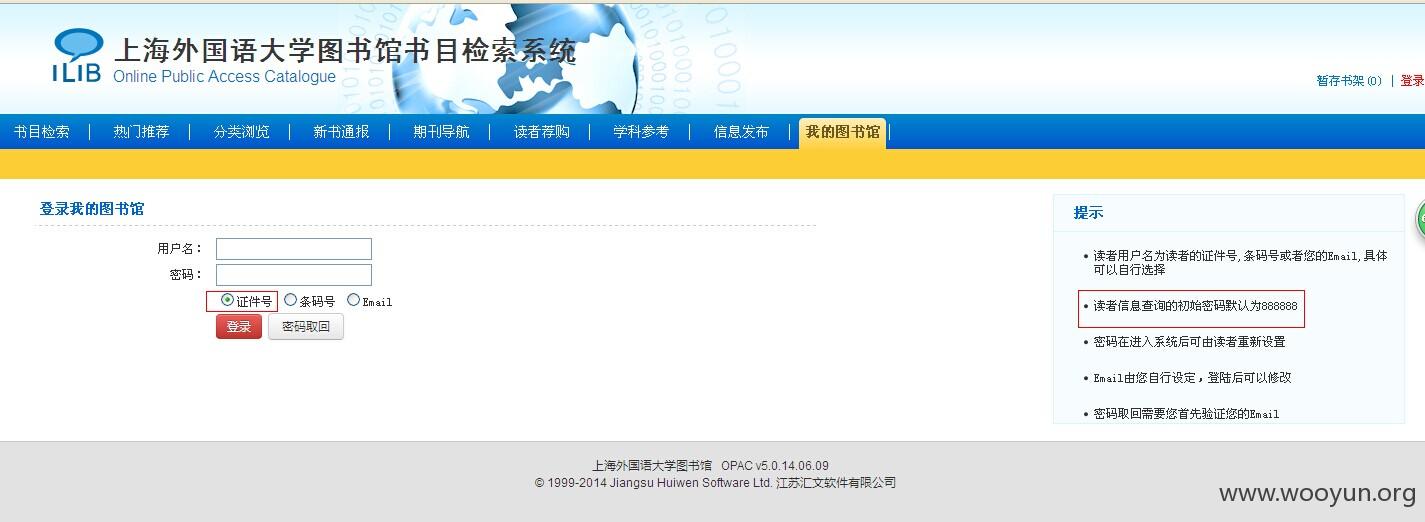 iLIB 上海外国语大学图书馆书目检索系统
Online Public Access Catalogue
暂存书架(0) | 登录
书目检索 热门推荐 分类浏览 新书通报 期刊导航 读者荐购 学科参考 信息发布 我的图书馆
登录我的图书馆
用户名：
密码：
证件号 条码号 Email
登录 密码取回
提示
• 读者用户名为读者的证件号,条码号或者您的Email,具体
可以自行选择
• 读者信息查询的初始密码默认为888888
• 密码在进入系统后可由读者重新设置
• Email由您自行设定，登陆后可以修改
• 密码取回需要您首先验证您的Email
上海外国语大学图书馆 OPAC v5.0.14.06.09
© 1999-2014 Jiangsu Huiwen Software Ltd. 江苏汇文软件有限公司
www.wooyun.org